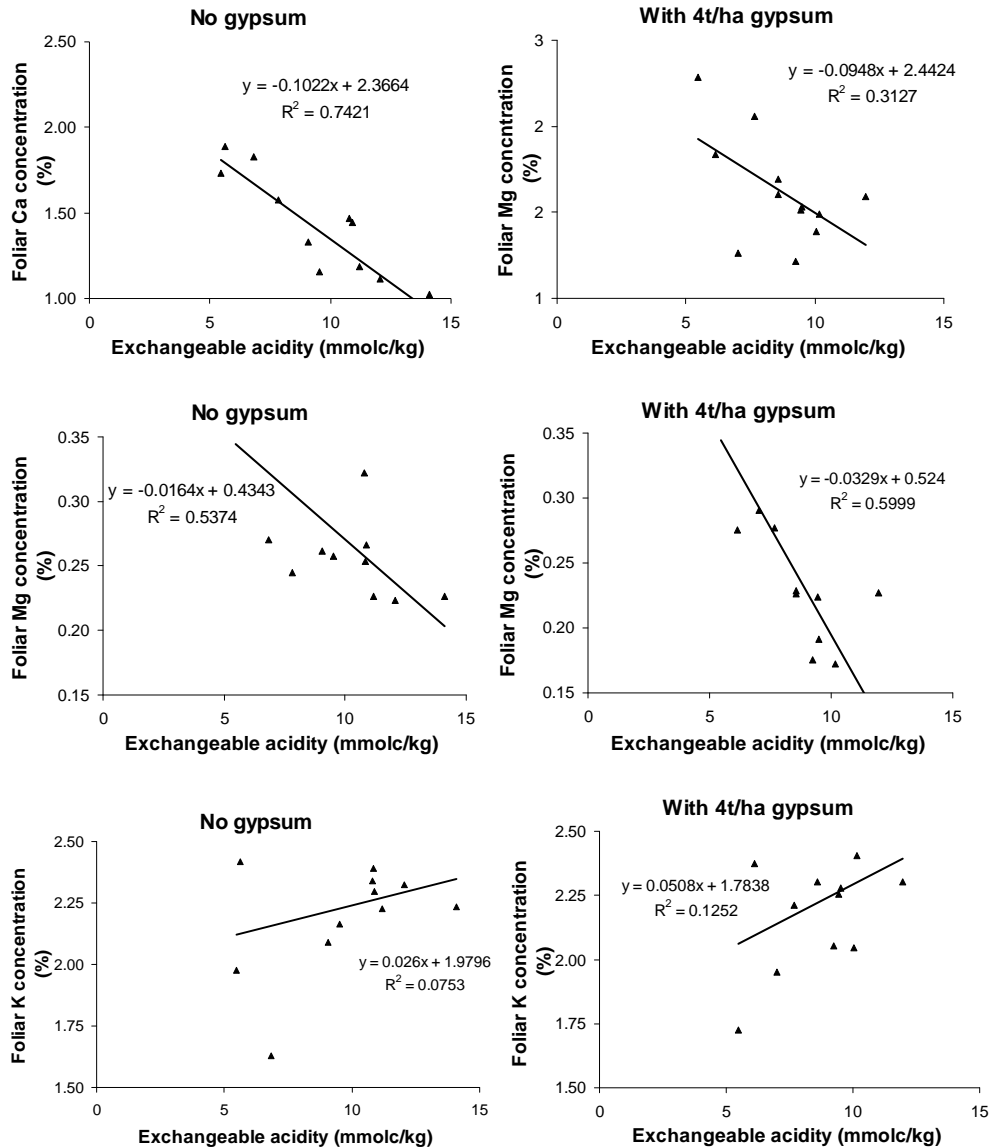 No gypsum
y = -0.1022x + 2.3664
R² = 0.7421
2.50
2.00
1.50
1.00
0
5
10
15
Foliar Ca concentration
(%)
Exchangeable acidity (mmolc/kg)
With 4t/ha gypsum
y = -0.0948x + 2.4424
R² = 0.3127
3
2
2
1
0
5
10
15
Foliar Mg concntration
(%)
Exchangeable acidity (mmolc/kg)
No gypsum
y = -0.0164x + 0.4343
R² = 0.5374
0.35
0.30
0.25
0.20
0.15
0
5
10
15
Foliar Mg concentration
(%)
Exchangeable acidity (mmolc/kg)
With 4t/ha gypsum
y = -0.0329x + 0.524
R² = 0.5999
0.35
0.30
0.25
0.20
0.15
0
5
10
15
Foliar Mg concentration
(%)
Exchangeable acidity (mmolc/kg)
No gypsum
y = 0.026x + 1.9796
R² = 0.0753
2.50
2.25
2.00
1.75
1.50
0
5
10
15
Foliar K concentration
(%)
Exchangeable acidity (mmolc/kg)
With 4t/ha gypsum
y = 0.0508x + 1.7838
R² = 0.1252
2.50
2.25
2.00
1.75
1.50
0
5
10
15
Foliar K concentration
(%)
Exchangeable acidity (mmolc/kg)